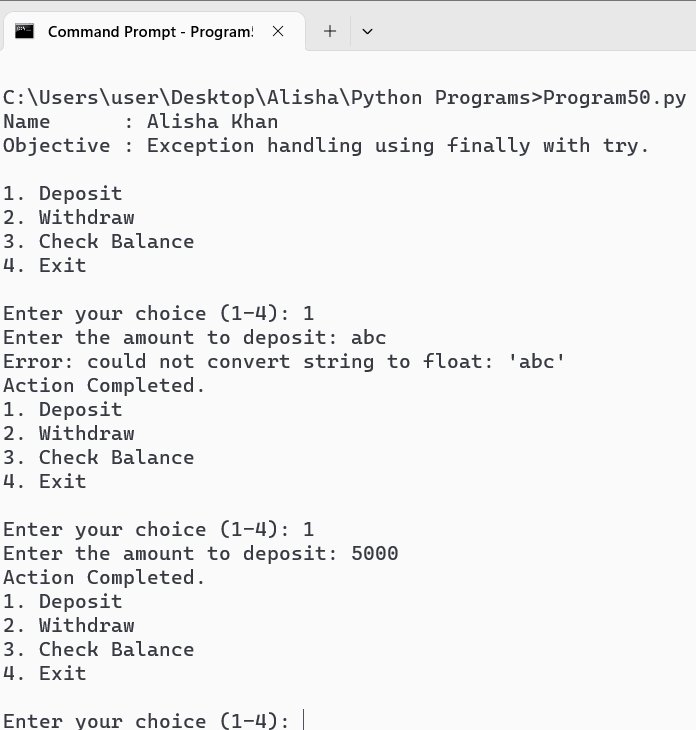 Command Prompt - Program5
C:\Users\user\Desktop\Alisha\Python Programs>Program50.py
Name      : Alisha Khan
Objective : Exception handling using finally with try.
1. Deposit
2. Withdraw
3. Check Balance
4. Exit
Enter your choice (1-4): 1
Enter the amount to deposit: abc
Error: could not convert string to float: 'abc'
Action Completed.
1. Deposit
2. Withdraw
3. Check Balance
4. Exit
Enter your choice (1-4): 1
Enter the amount to deposit: 5000
Action Completed.
1. Deposit
2. Withdraw
3. Check Balance
4. Exit
Enter your choice (1-4):